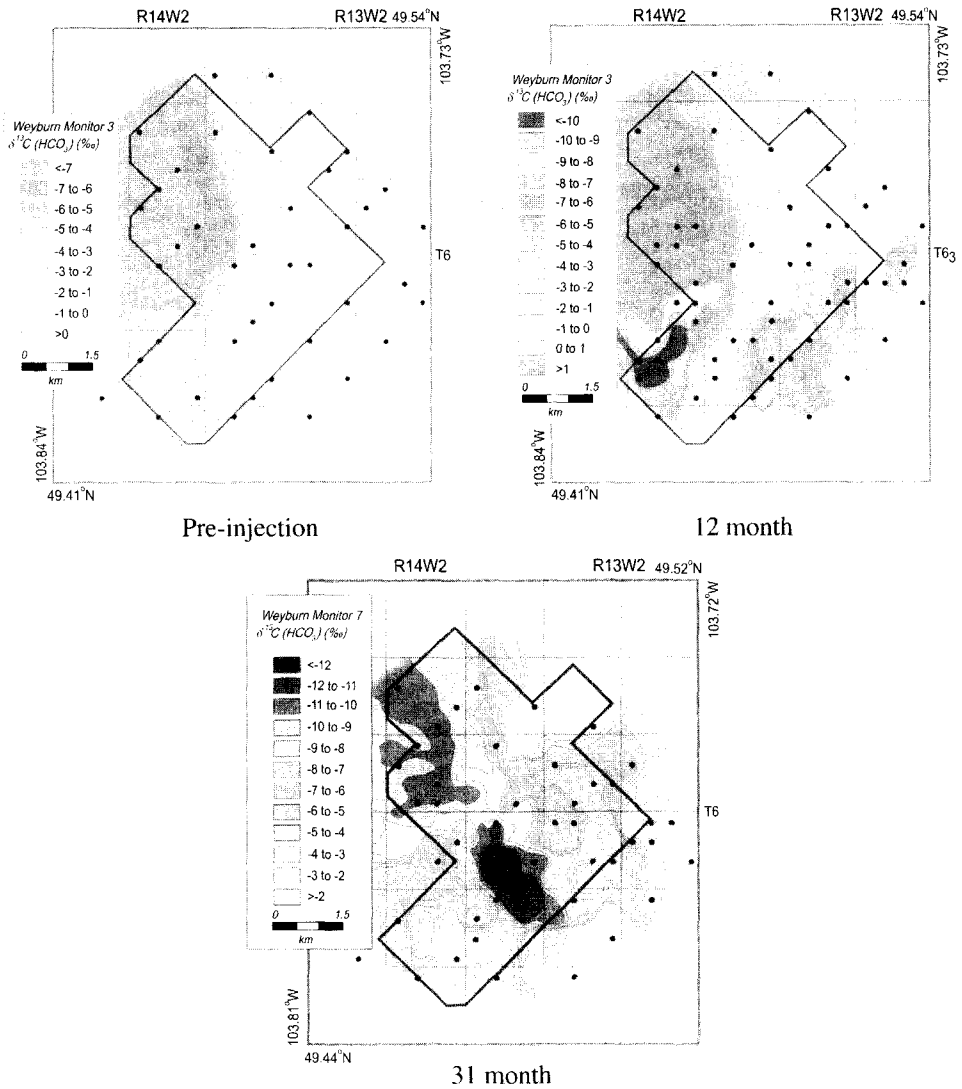 R14W2
R13W2
49.54°N
103.73°W
Weyburn Monitor 3
δ¹³C (HCO₃) (‰)
<-7
-7 to -6
-6 to -5
-5 to -4
-4 to -3
-3 to -2
-2 to -1
-1 to 0
>0
0 1.5
km
T6
103.84°W
49.41°N
Pre-injection
R14W2
R13W2
49.54°N
103.73°W
Weyburn Monitor 3
δ¹³C (HCO₃) (‰)
<-10
-10 to -9
-9 to -8
-8 to -7
-7 to -6
-6 to -5
-5 to -4
-4 to -3
-3 to -2
-2 to -1
-1 to 0
0 to 1
>1
0 1.5
km
T6₃
103.84°W
49.41°N
12 month
R14W2
R13W2
49.52°N
103.72°W
Weyburn Monitor 7
δ¹³C (HCO₃) (‰)
<-12
-12 to -11
-11 to -10
-10 to -9
-9 to -8
-8 to -7
-7 to -6
-6 to -5
-5 to -4
-4 to -3
-3 to -2
>-2
0 1.5
km
T6
103.81°W
49.44°N
31 month